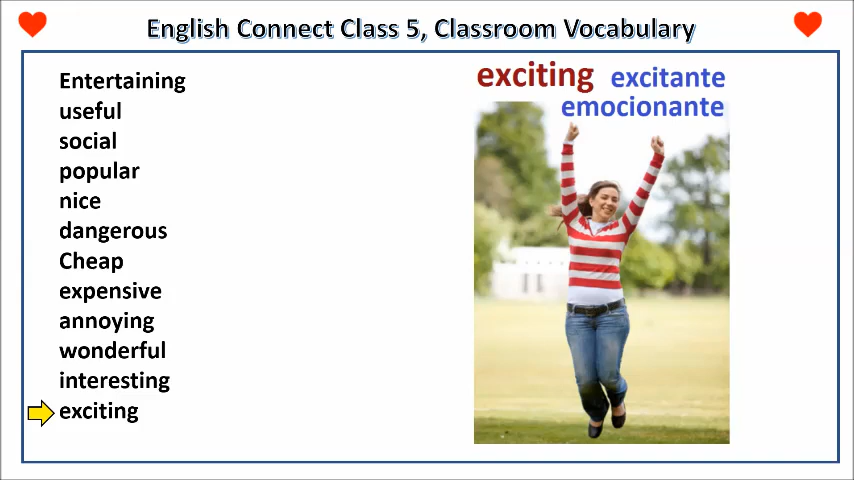 English Connect Class 5, Classroom Vocabulary
Entertaining
useful
social
popular
nice
dangerous
Cheap
expensive
annoying
wonderful
interesting
exciting
exciting excitante
emocionante